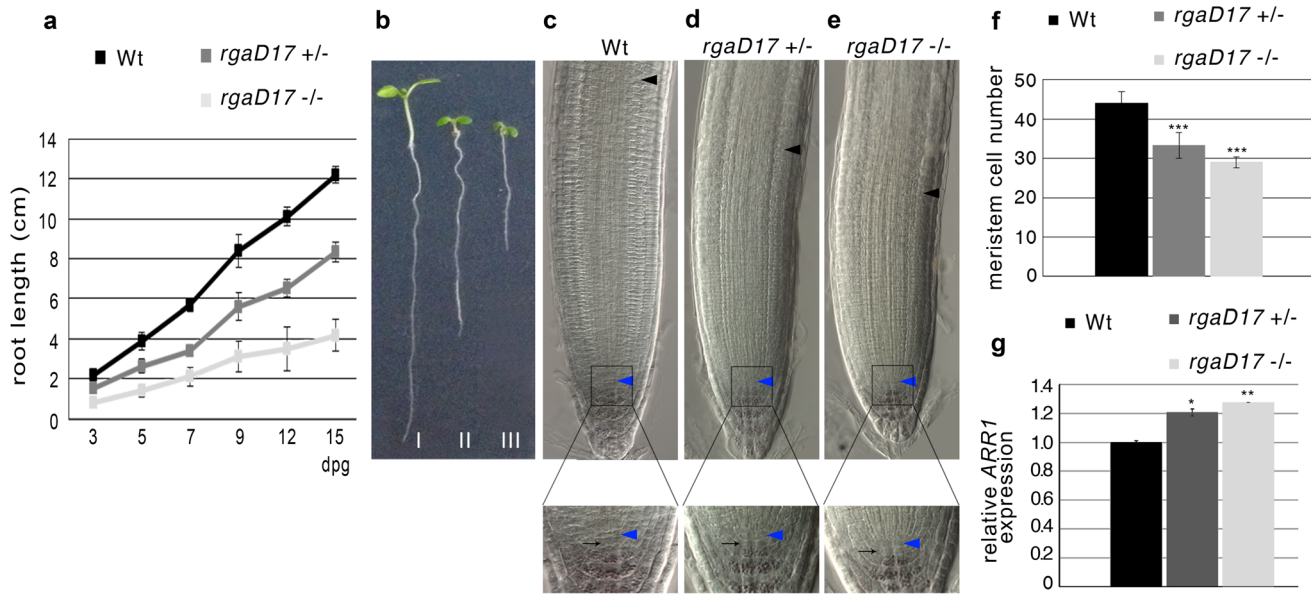 a
Wt
rgaD17 +/-
rgaD17 -/-
14
12
10
8
6
4
2
0
root length (cm)
3 5 7 9 12 15
dpg
b
I II III
c
Wt
d
rgaD17 +/-
e
rgaD17 -/-
f
Wt
rgaD17 +/-
rgaD17 -/-
50
40
30
20
10
0
meristem cell number
***
***
g
Wt
rgaD17 +/-
rgaD17 -/-
1.4
1.2
1.0
0.8
0.6
0.4
0.2
0
relative ARR1
expression
*
**